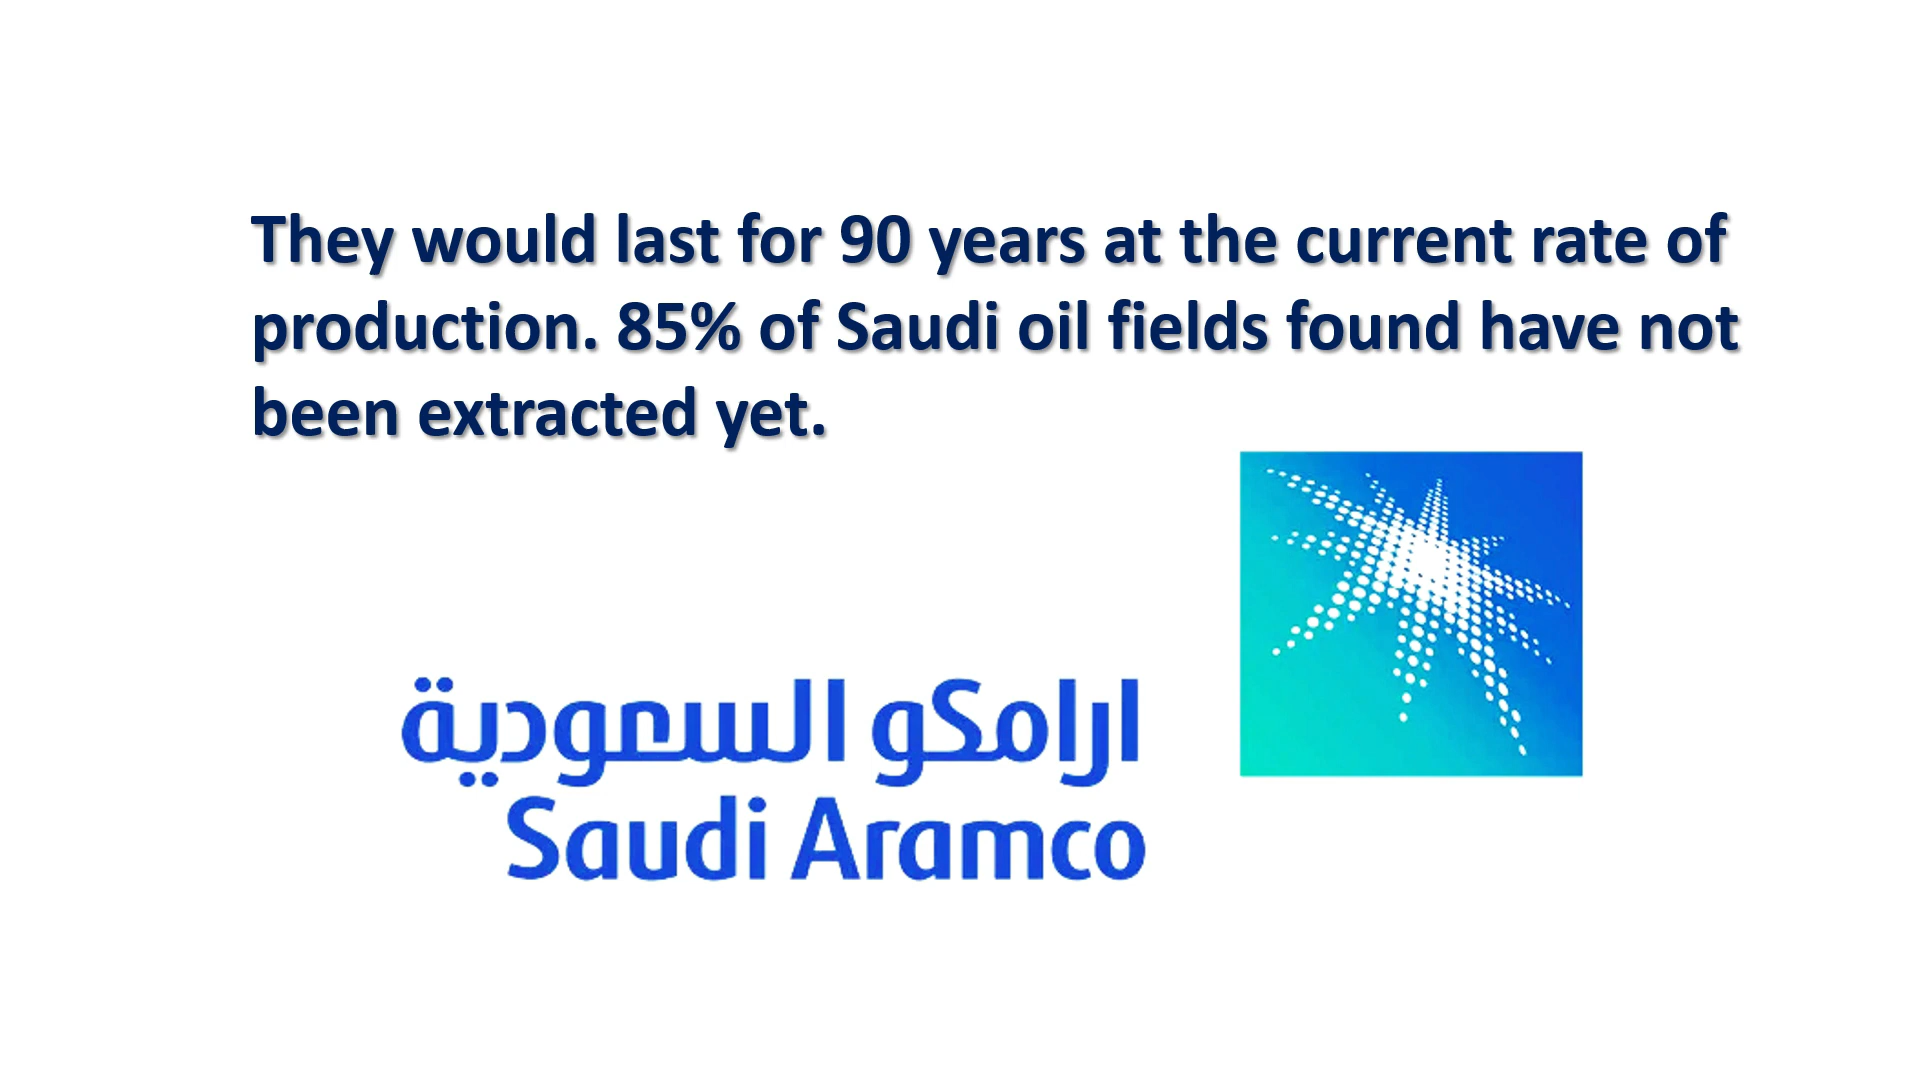 They would last for 90 years at the current rate of
production. 85% of Saudi oil fields found have not
been extracted yet.
ارامكو السعودية
Saudi Aramco